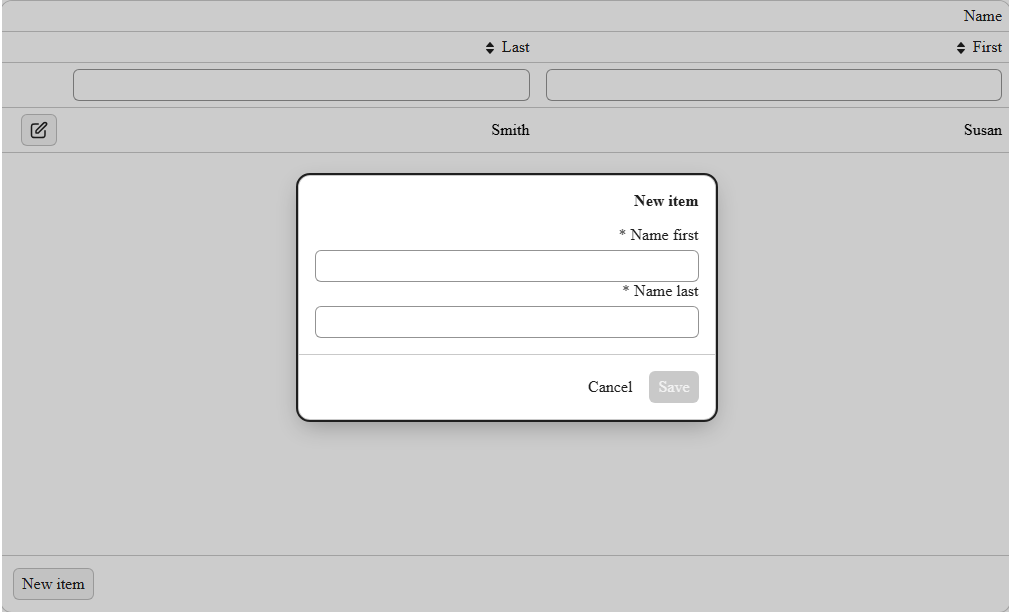 Name
Last First
Smith Susan
New item
* Name first
* Name last
Cancel Save
New item